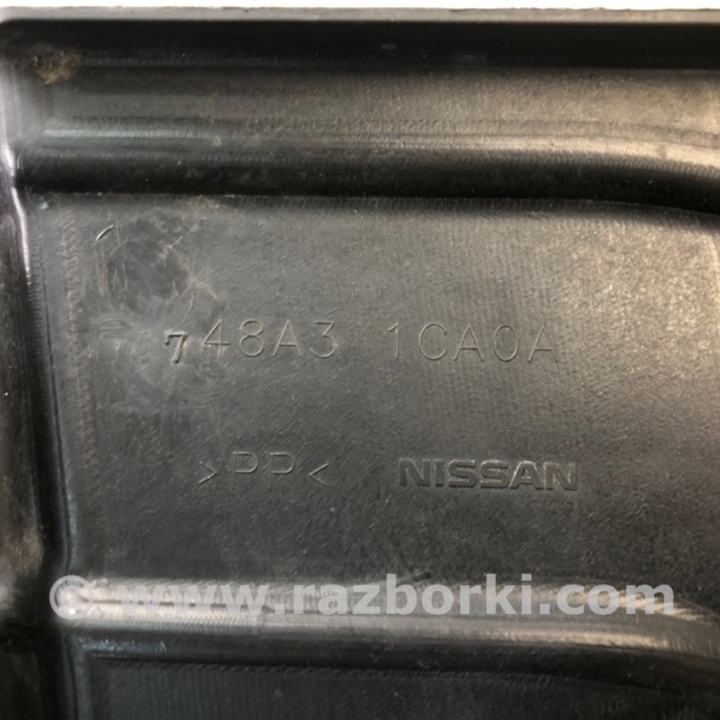 748A3 1CA0A
>PP< NISSAN
© www.razborki.com